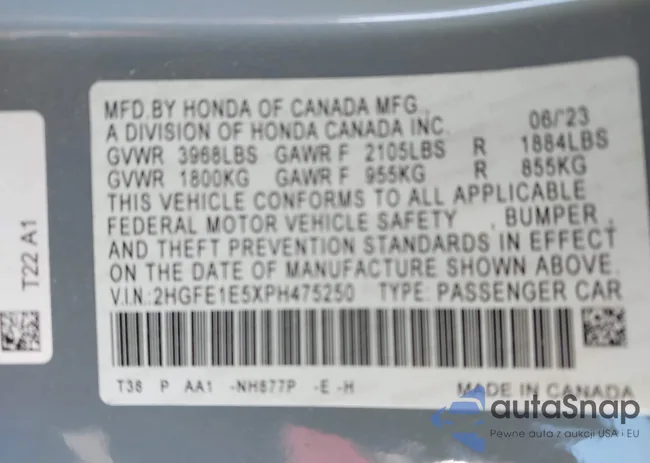 MFD.BY HONDA OF CANADA MFG.,
A DIVISION OF HONDA CANADA INC. 06/'23
GVWR 3968LBS GAWR F 2105LBS R 1884LBS
GVWR 1800KG GAWR F 955KG R 855KG
THIS VEHICLE CONFORMS TO ALL APPLICABLE
FEDERAL MOTOR VEHICLE SAFETY , BUMPER ,
AND THEFT PREVENTION STANDARDS IN EFFECT
ON THE DATE OF MANUFACTURE SHOWN ABOVE.
V.I.N.:2HGFE1E5XPH475250 TYPE: PASSENGER CAR
T38 P AA1 -NH877P -E -H MADE IN CANADA
T22 A1
autaSnap
Pewne auta z aukcji USA i EU